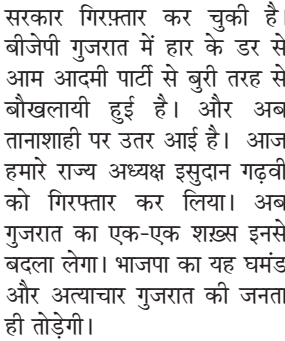 सरकार गिरफ़्तार कर चुकी है।
बीजेपी गुजरात में हार के डर से
आम आदमी पार्टी से बुरी तरह से
बौखलायी हुई है। और अब
तानाशाही पर उतर आई है। आज
हमारे राज्य अध्यक्ष इसुदान गढ़वी
को गिरफ्तार कर लिया। अब
गुजरात का एक-एक शख़्स इनसे
बदला लेगा। भाजपा का यह घमंड
और अत्याचार गुजरात की जनता
ही तोड़ेगी।